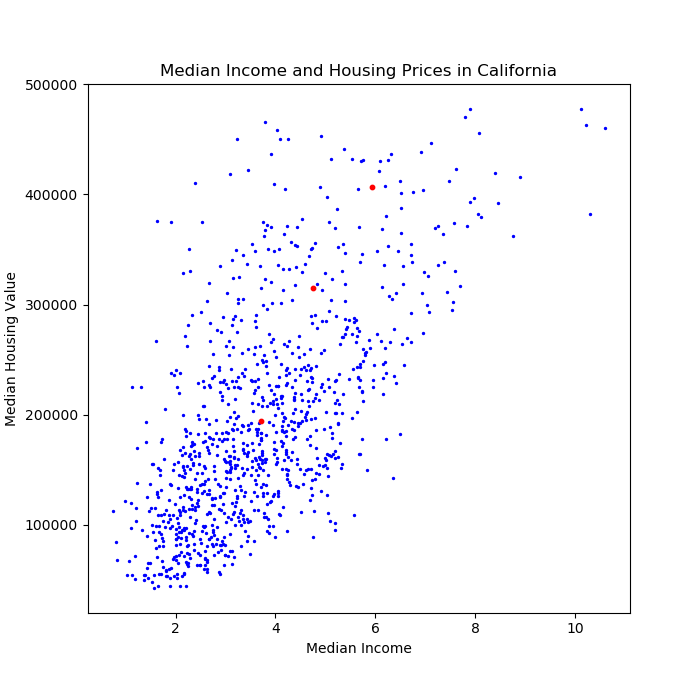 Median Income and Housing Prices in California
500000
400000
300000
200000
100000
Median Housing Value
2 4 6 8 10
Median Income